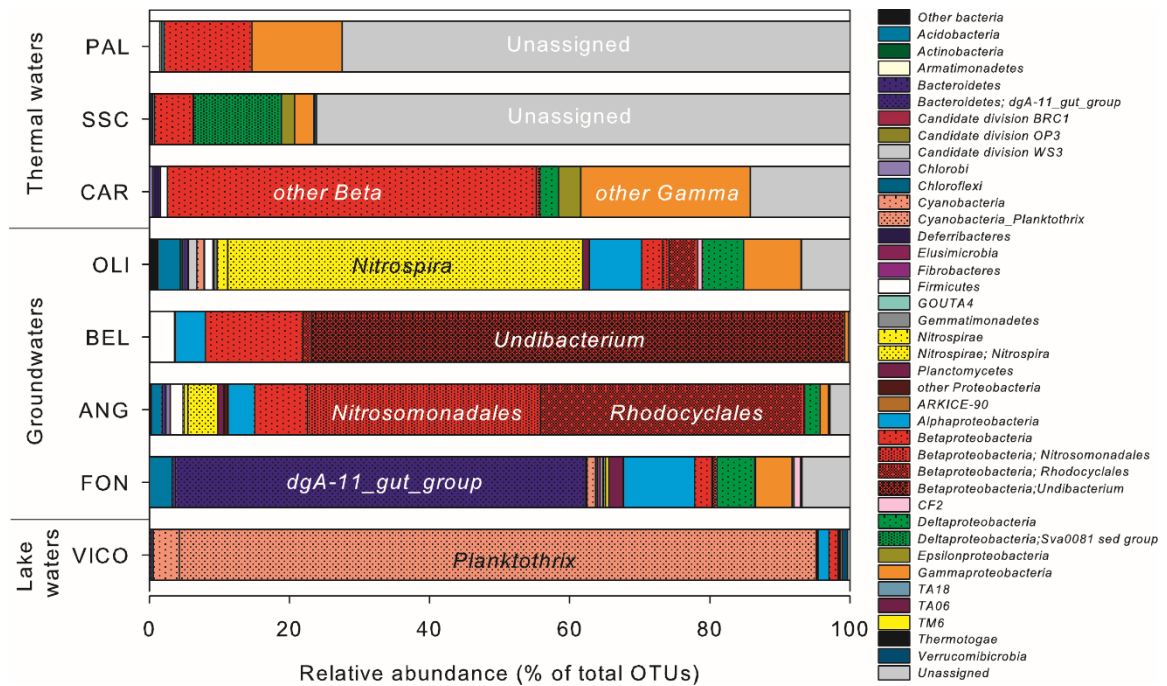 Thermal waters
Groundwaters
Lake
waters
PAL
SSC
CAR
OLI
BEL
ANG
FON
VICO
Unassigned
Unassigned
other Beta
other Gamma
Nitrospira
Undibacterium
Nitrosomonadales
Rhodocyclales
dgA-11_gut_group
Planktothrix
0
20
40
60
80
100
Relative abundance (% of total OTUs)
Other bacteria
Acidobacteria
Actinobacteria
Armatimonadetes
Bacteroidetes
Bacteroidetes; dgA-11_gut_group
Candidate division BRC1
Candidate division OP3
Candidate division WS3
Chlorobi
Chloroflexi
Cyanobacteria
Cyanobacteria_Planktothrix
Deferribacteres
Elusimicrobia
Fibrobacteres
Firmicutes
GOUTA4
Gemmatimonadetes
Nitrospirae
Nitrospirae; Nitrospira
Planctomycetes
other Proteobacteria
ARKICE-90
Alphaproteobacteria
Betaproteobacteria
Betaproteobacteria; Nitrosomonadales
Betaproteobacteria; Rhodocyclales
Betaproteobacteria;Undibacterium
CF2
Deltaproteobacteria
Deltaproteobacteria;Sva0081 sed group
Epsilonproteobacteria
Gammaproteobacteria
TA18
TA06
TM6
Thermotogae
Verrucomibicrobia
Unassigned